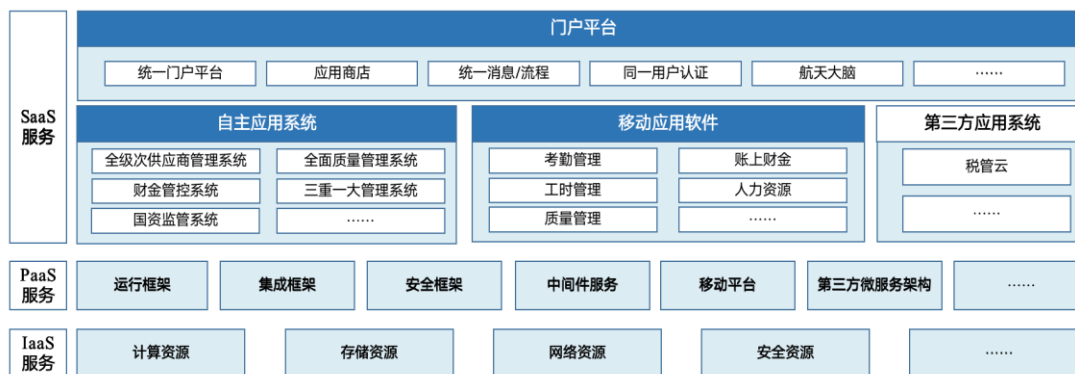 门户平台
统一门户平台
应用商店
统一消息/流程
同一用户认证
航天大脑
……
SaaS
服务
自主应用系统
全级次供应商管理系统
全面质量管理系统
财金管控系统
三重一大管理系统
国资监管系统
……
移动应用软件
考勤管理
账上财金
工时管理
人力资源
质量管理
……
第三方应用系统
税管云
……
PaaS
服务
运行框架
集成框架
安全框架
中间件服务
移动平台
第三方微服务架构
……
IaaS
服务
计算资源
存储资源
网络资源
安全资源
……